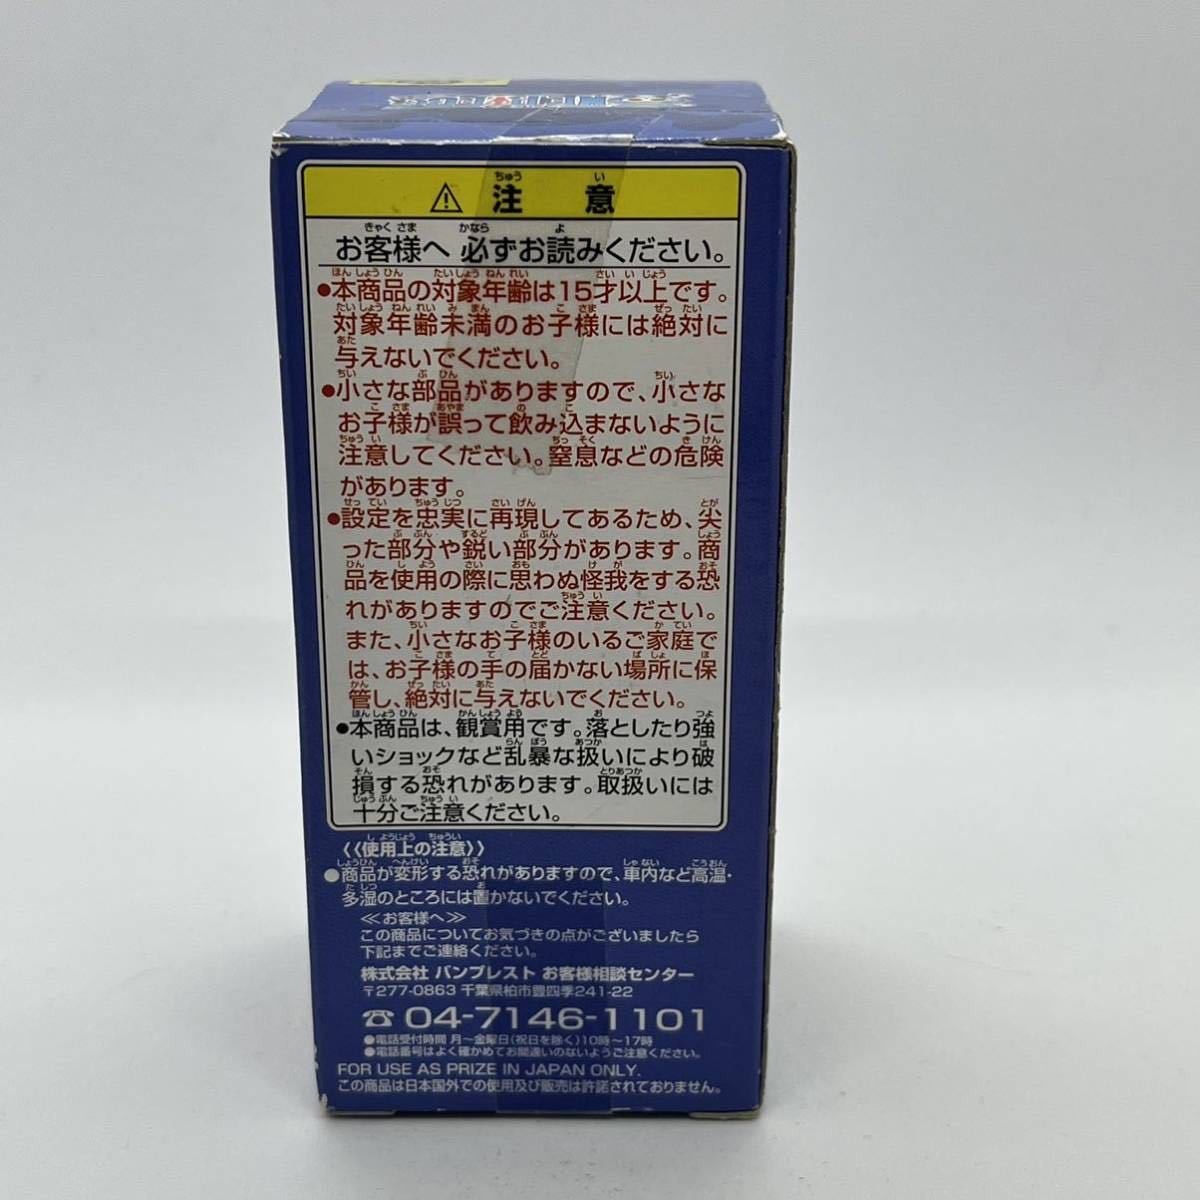 ⚠ 注意
お客様へ 必ずお読みください。
●本商品の対象年齢は15才以上です。
対象年齢未満のお子様には絶対に
与えないでください。
●小さな部品がありますので、小さな
お子様が誤って飲み込まないように
注意してください。窒息などの危険
があります。
●設定を忠実に再現してあるため、尖
った部分や鋭い部分があります。商
品を使用の際に思わぬ怪我をする恐
れがありますのでご注意ください。
また、小さなお子様のいるご家庭で
は、お子様の手の届かない場所に保
管し、絶対に与えないでください。
●本商品は、観賞用です。落としたり強
いショックなど乱暴な扱いにより破
損する恐れがあります。取扱いには
十分ご注意ください。
《使用上の注意》
●商品が変形する恐れがありますので、車内など高温・
多湿のところには置かないでください。
≪お客様へ≫
この商品についてお気づきの点がございましたら
下記までご連絡ください。
株式会社 バンプレスト お客様相談センター
〒277-0863 千葉県柏市豊四季241-22
☎ 04-7146-1101
●電話受付時間 月〜金曜日(祝日を除く)10時〜17時
●電話番号はよく確かめてお間違いのないようご注意ください。
FOR USE AS PRIZE IN JAPAN ONLY.
この商品は日本国外での使用及び販売は許諾されておりません。